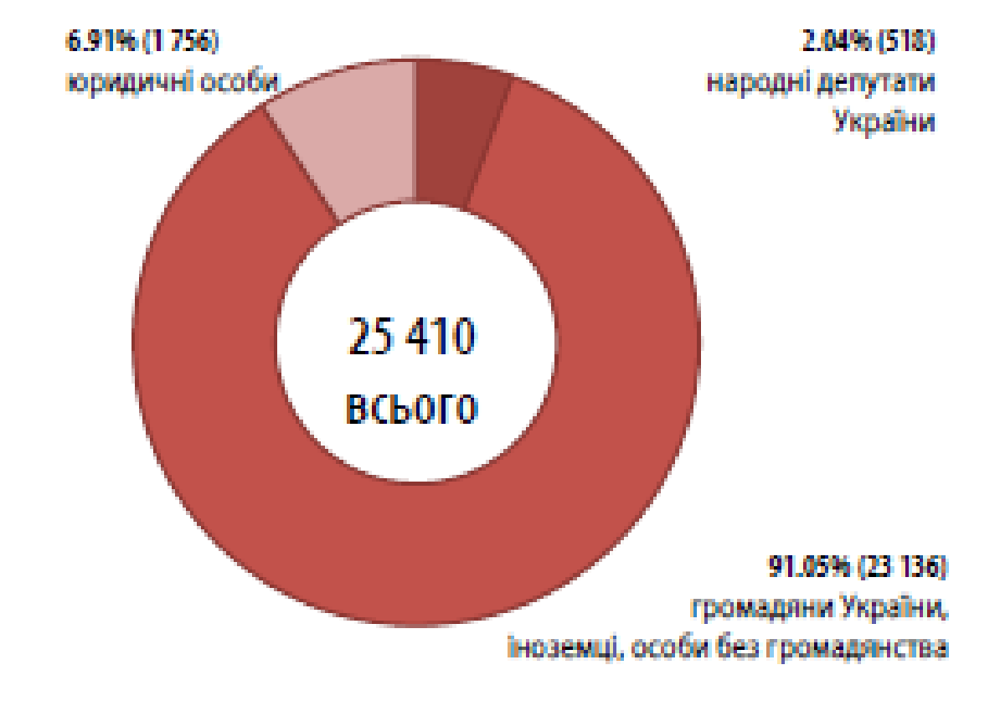 6.91% (1 756)
юридичні особи
2.04% (518)
народні депутати
України
25 410
всього
91.05% (23 136)
громадяни України,
іноземці, особи без громадянства